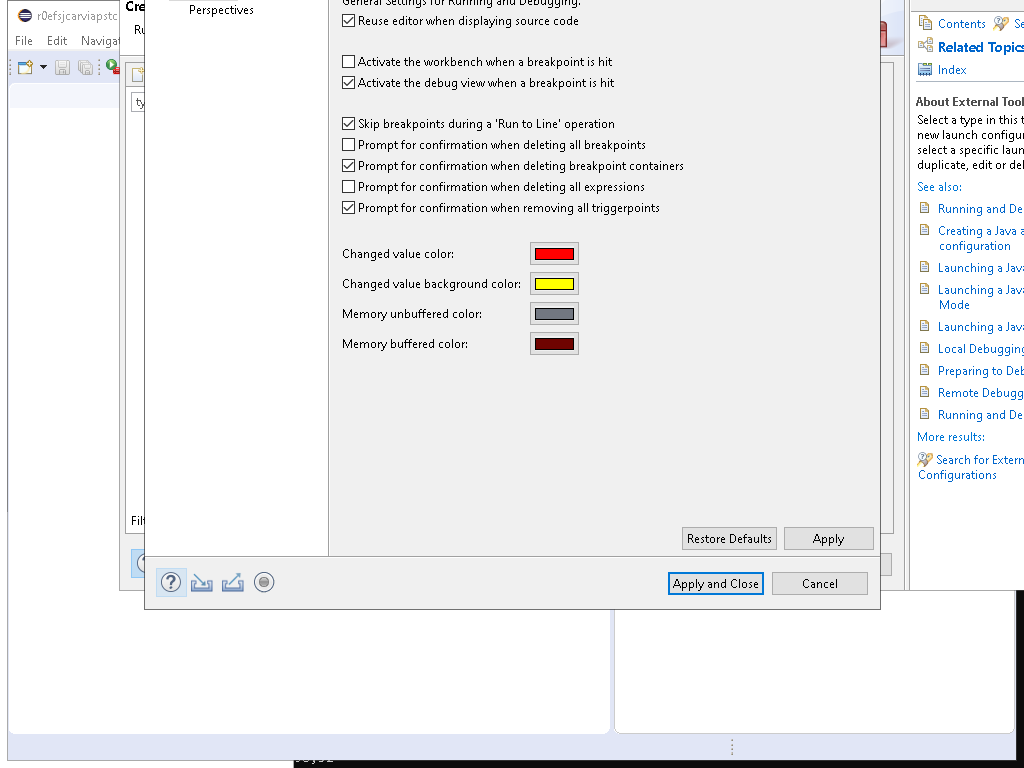 r0efsjcarviapstc
File Edit Navigat
Cre
Ru
ty
Filt
Perspectives
General Settings for Running and Debugging.
Reuse editor when displaying source code
Activate the workbench when a breakpoint is hit
Activate the debug view when a breakpoint is hit
Skip breakpoints during a 'Run to Line' operation
Prompt for confirmation when deleting all breakpoints
Prompt for confirmation when deleting breakpoint containers
Prompt for confirmation when deleting all expressions
Prompt for confirmation when removing all triggerpoints
Changed value color:
Changed value background color:
Memory unbuffered color:
Memory buffered color:
Restore Defaults Apply
Apply and Close Cancel
Contents Se
Related Topics
Index
About External Tool
Select a type in this t
new launch configur
select a specific laun
duplicate, edit or del
See also:
Running and De
Creating a Java a
configuration
Launching a Java
Launching a Java
Mode
Launching a Java
Local Debugging
Preparing to Deb
Remote Debugg
Running and De
More results:
Search for Extern
Configurations